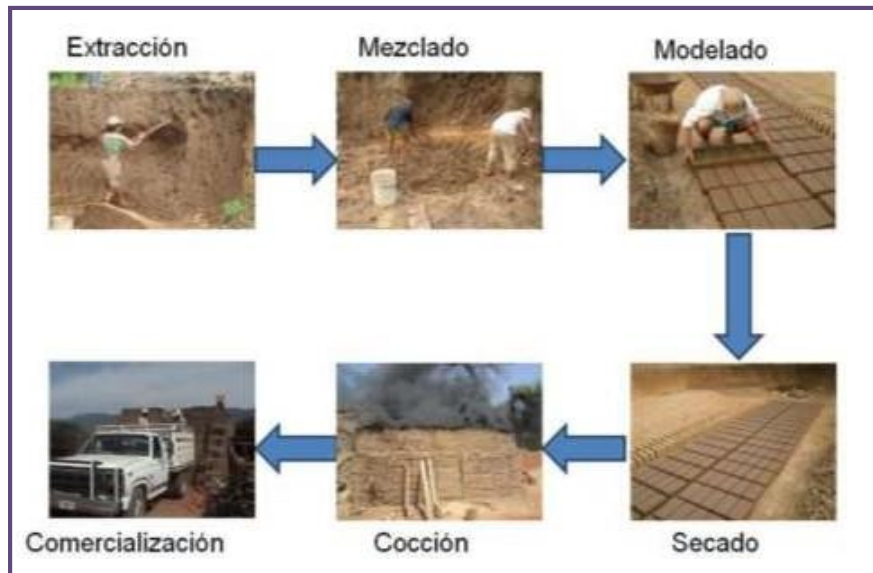 Extracción
Mezclado
Modelado
Secado
Cocción
Comercialización